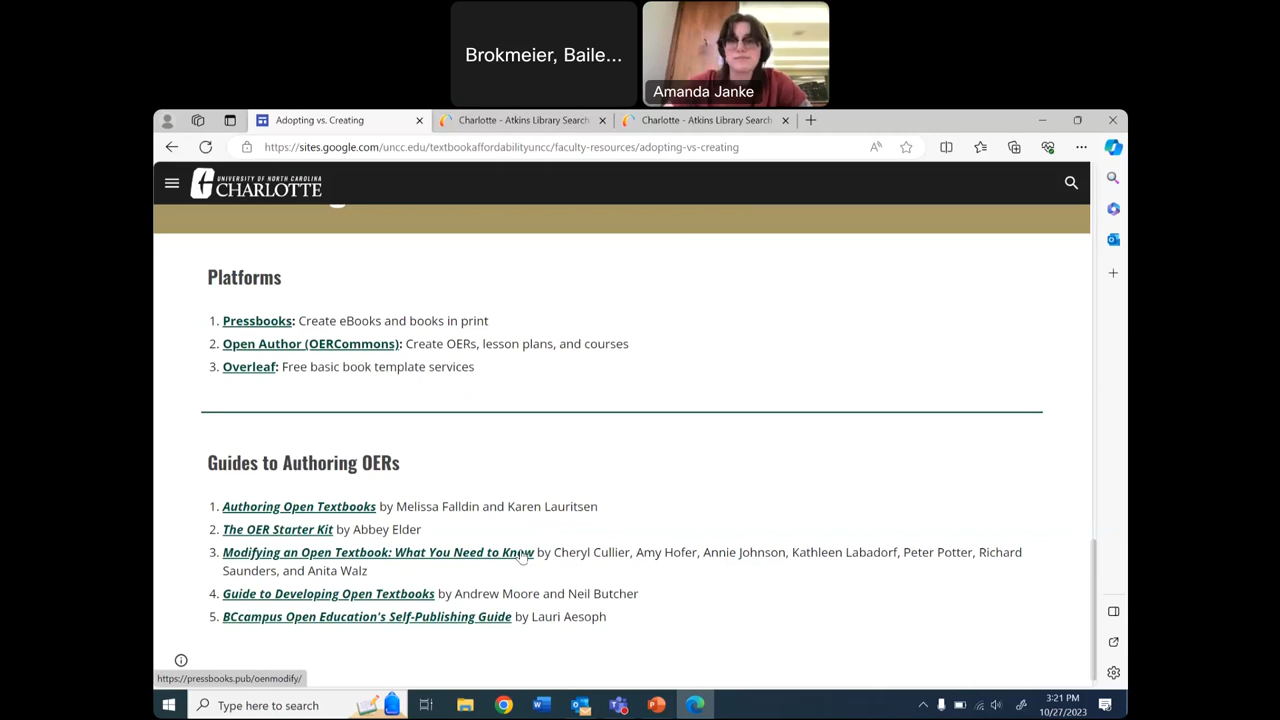 Brokmeier, Baile...
Amanda Janke
Adopting vs. Creating
Charlotte - Atkins Library Search
Charlotte - Atkins Library Search
https://sites.google.com/uncc.edu/textbookaffordabilityuncc/faculty-resources/adopting-vs-creating
UNIVERSITY OF NORTH CAROLINA
CHARLOTTE
Platforms
1. Pressbooks: Create eBooks and books in print
2. Open Author (OERCommons): Create OERs, lesson plans, and courses
3. Overleaf: Free basic book template services
Guides to Authoring OERs
1. Authoring Open Textbooks by Melissa Falldin and Karen Lauritsen
2. The OER Starter Kit by Abbey Elder
3. Modifying an Open Textbook: What You Need to Know by Cheryl Cullier, Amy Hofer, Annie Johnson, Kathleen Labadorf, Peter Potter, Richard
Saunders, and Anita Walz
4. Guide to Developing Open Textbooks by Andrew Moore and Neil Butcher
5. BCcampus Open Education's Self-Publishing Guide by Lauri Aesoph
https://pressbooks.pub/oenmodify/
Type here to search
3:21 PM
10/27/2023